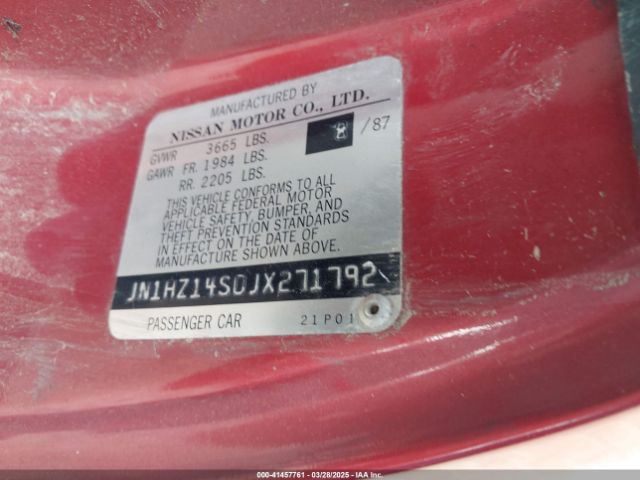 MANUFACTURED BY
NISSAN MOTOR CO., LTD.
8/87
GVWR 3665 LBS.
GAWR FR. 1984 LBS.
RR. 2205 LBS.
THIS VEHICLE CONFORMS TO ALL
APPLICABLE FEDERAL MOTOR
VEHICLE SAFETY, BUMPER, AND
THEFT PREVENTION STANDARDS
IN EFFECT ON THE DATE OF
MANUFACTURE SHOWN ABOVE.
JN1HZ14S0JX271792
PASSENGER CAR 21P01
000-41457761 03/28/2025 IAAI.COM